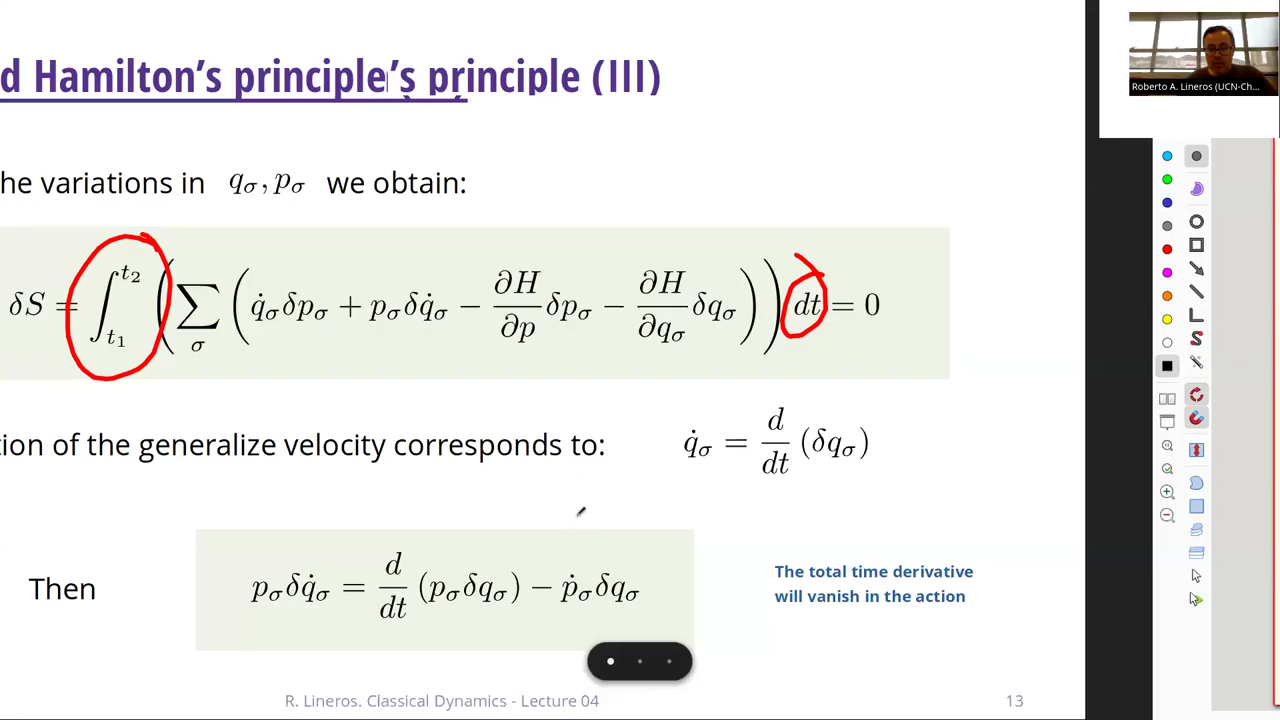 d Hamilton's principle's principle (III)
Roberto A. Lineros (UCN-Ch...
he variations in q_σ, p_σ we obtain:
δS = ∫_{t_1}^{t_2} ( ∑_σ ( q̇_σ δp_σ + p_σ δq̇_σ − ∂H/∂p δp_σ − ∂H/∂q_σ δq_σ ) ) dt = 0
tion of the generalize velocity corresponds to: q̇_σ = d/dt (δq_σ)
Then p_σ δq̇_σ = d/dt (p_σ δq_σ) − ṗ_σ δq_σ
The total time derivative
will vanish in the action
R. Lineros. Classical Dynamics - Lecture 04
13